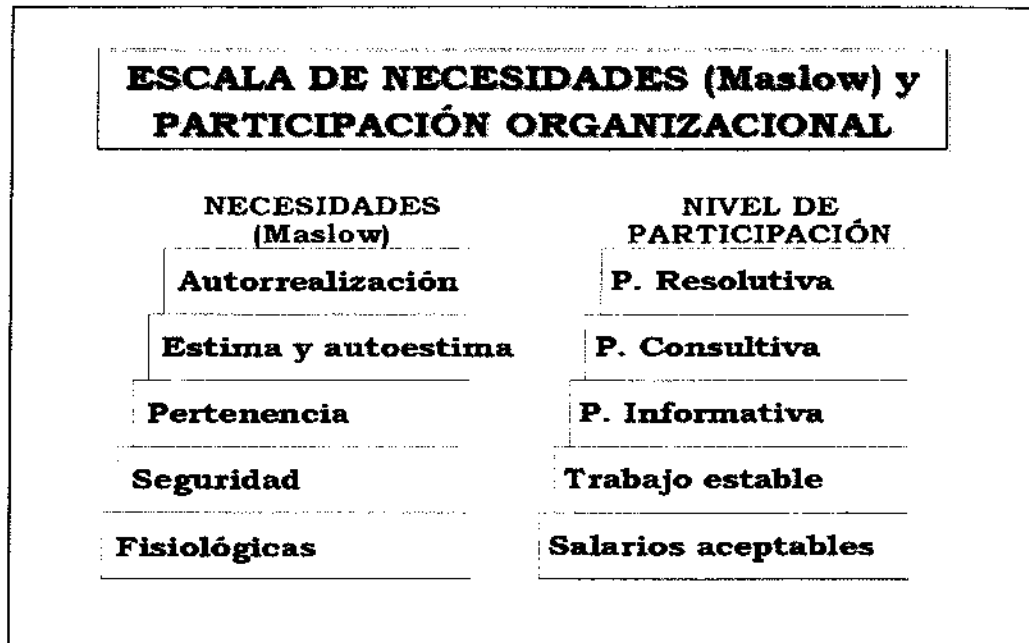 ESCALA DE NECESIDADES (Maslow) y
PARTICIPACIÓN ORGANIZACIONAL
NECESIDADES
(Maslow)
Autorrealización
Estima y autoestima
Pertenencia
Seguridad
Fisiológicas
NIVEL DE
PARTICIPACIÓN
P. Resolutiva
P. Consultiva
P. Informativa
Trabajo estable
Salarios aceptables